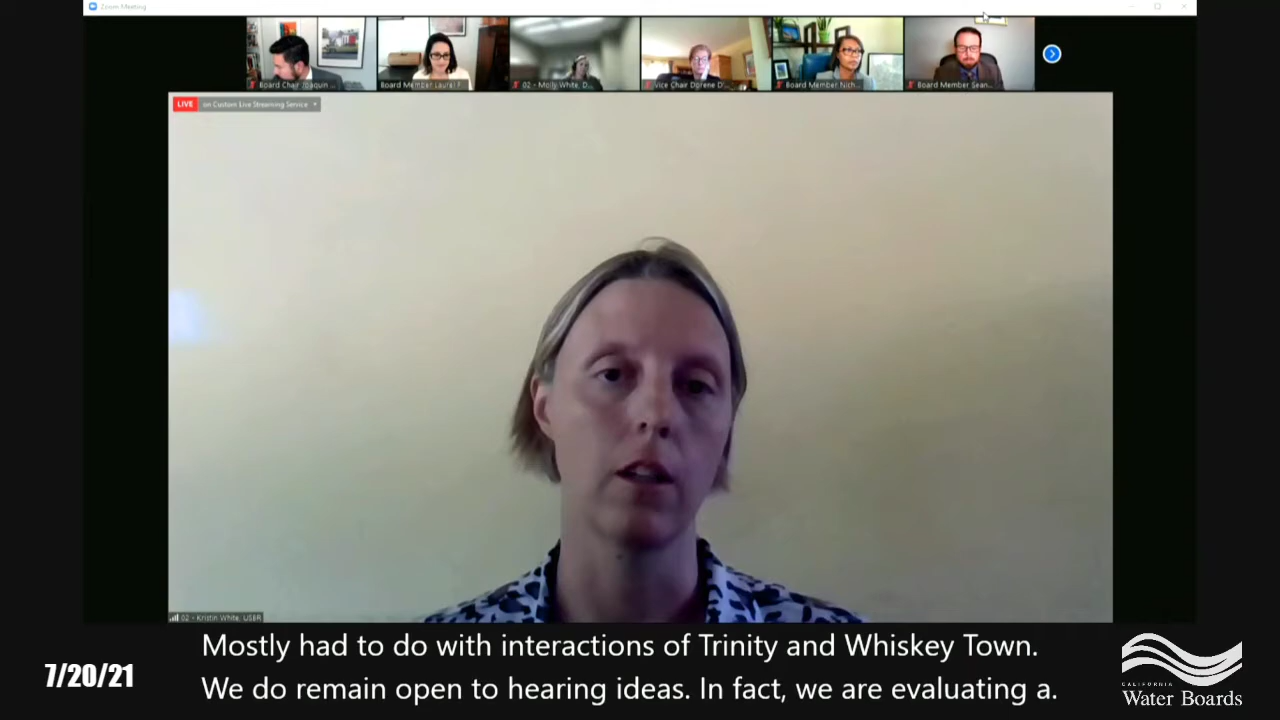 Zoom Meeting
Board Chair Joaquin ...
Board Member Laurel F
02 - Molly White, D...
Vice Chair Dorene D'...
Board Member Nich...
Board Member Sean...
LIVE on Custom Live Streaming Service
02 - Kristin White, USBR
Mostly had to do with interactions of Trinity and Whiskey Town.
We do remain open to hearing ideas. In fact, we are evaluating a.
7/20/21
CALIFORNIA
Water Boards